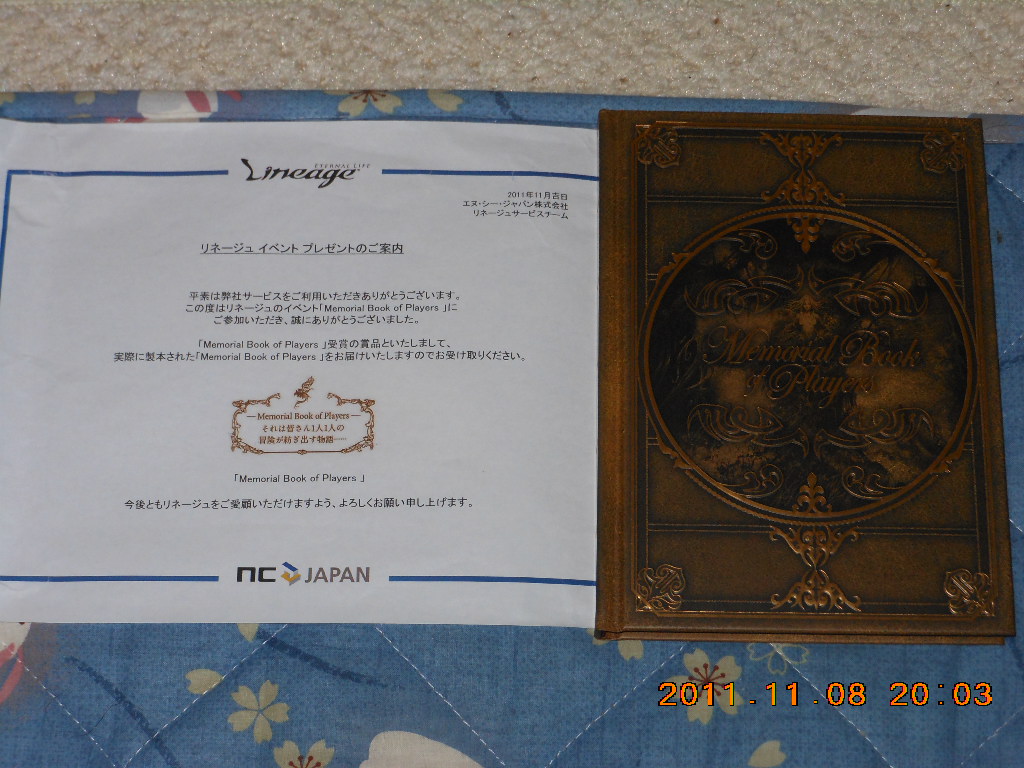 ETERNAL LIFE
Lineage
2011年11月吉日
エヌ・シー・ジャパン株式会社
リネージュサービスチーム
リネージュ イベント プレゼントのご案内
平素は弊社サービスをご利用いただきありがとうございます。
この度はリネージュのイベント「Memorial Book of Players 」に
ご参加いただき、誠にありがとうございました。
「Memorial Book of Players 」受賞の賞品といたしまして、
実際に製本された「Memorial Book of Players 」をお届けいたしますのでお受け取りください。
Memorial Book of Players
それは皆さん1人1人の
冒険が紡ぎ出す物語……
「Memorial Book of Players 」
今後ともリネージュをご愛顧いただけますよう、よろしくお願い申し上げます。
nc JAPAN
Memorial Book
of Players
2011.11.08 20:03